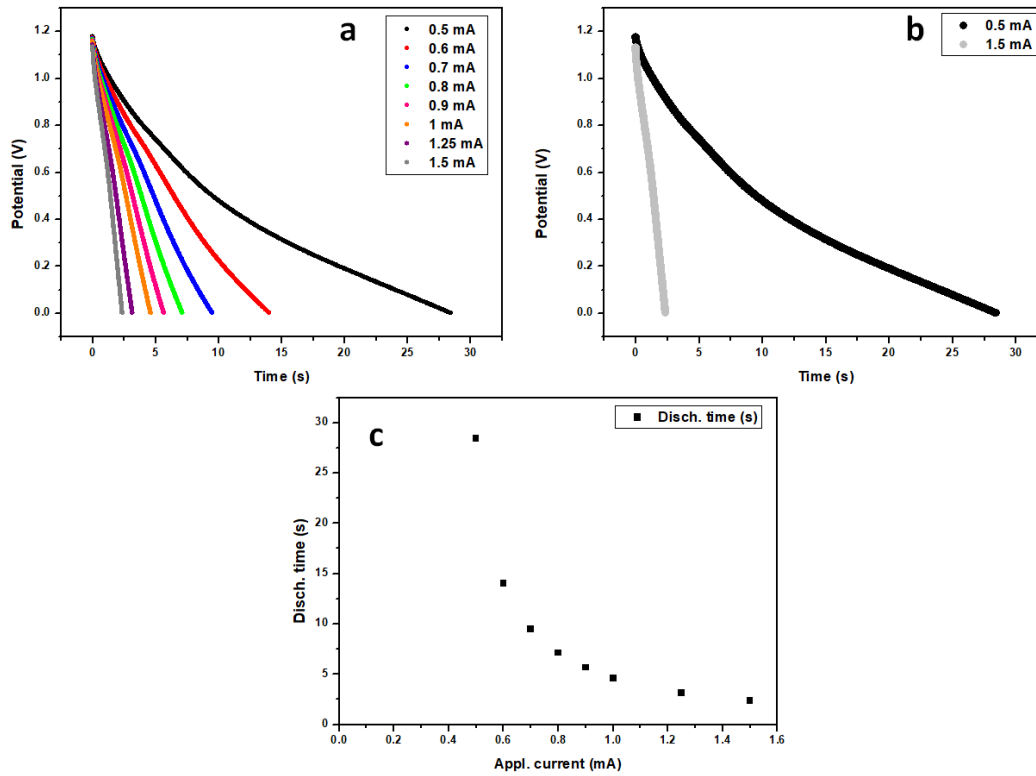 a
0.5 mA
0.6 mA
0.7 mA
0.8 mA
0.9 mA
1 mA
1.25 mA
1.5 mA
1.2
1.0
0.8
0.6
0.4
0.2
0.0
Potential (V)
0 5 10 15 20 25 30
Time (s)
b
0.5 mA
1.5 mA
1.2
1.0
0.8
0.6
0.4
0.2
0.0
Potential (V)
0 5 10 15 20 25 30
Time (s)
c
Disch. time (s)
30
25
20
15
10
5
0
Disch. time (s)
0.0 0.2 0.4 0.6 0.8 1.0 1.2 1.4 1.6
Appl. current (mA)